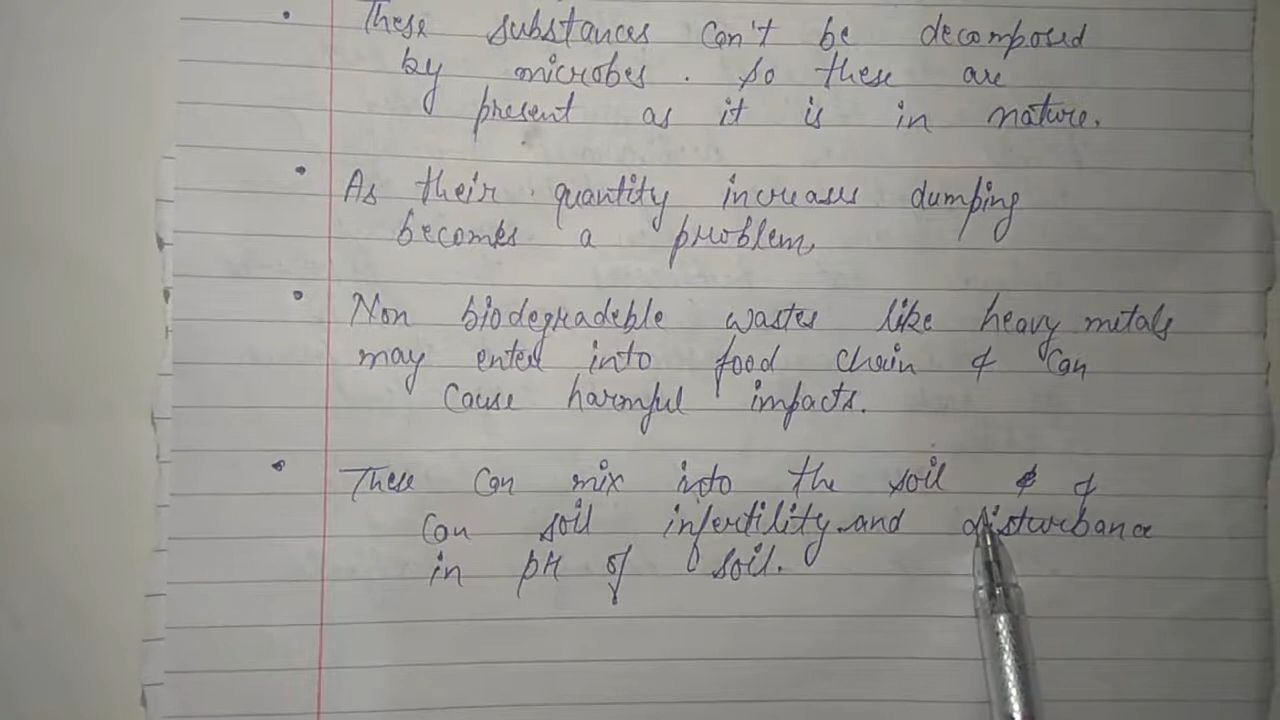 • These substances can't be decomposed
by microbes. So these are
present as it is in nature.
• As their quantity increases dumping
becomes a problem,
• Non biodegradable wastes like heavy metals
may enter into food chain & can
cause harmful impacts.
• These can mix into the soil &
can soil infertility and disturbance
in pH of soil.